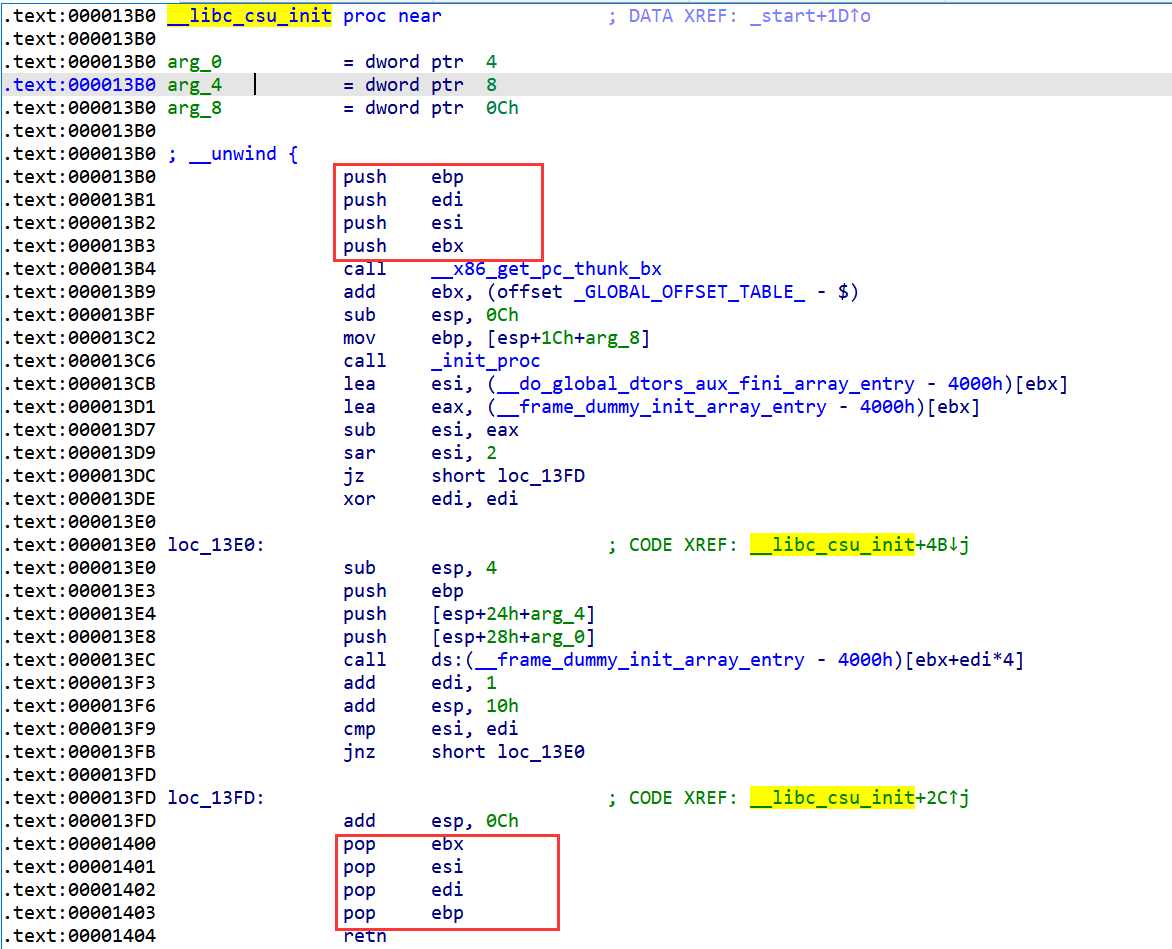 .text:000013B0 __libc_csu_init proc near ; DATA XREF: _start+1D↑o
.text:000013B0
.text:000013B0 arg_0 = dword ptr 4
.text:000013B0 arg_4 = dword ptr 8
.text:000013B0 arg_8 = dword ptr 0Ch
.text:000013B0
.text:000013B0 ; __unwind {
.text:000013B0 push ebp
.text:000013B1 push edi
.text:000013B2 push esi
.text:000013B3 push ebx
.text:000013B4 call __x86_get_pc_thunk_bx
.text:000013B9 add ebx, (offset _GLOBAL_OFFSET_TABLE_ - $)
.text:000013BF sub esp, 0Ch
.text:000013C2 mov ebp, [esp+1Ch+arg_8]
.text:000013C6 call _init_proc
.text:000013CB lea esi, (__do_global_dtors_aux_fini_array_entry - 4000h)[ebx]
.text:000013D1 lea eax, (__frame_dummy_init_array_entry - 4000h)[ebx]
.text:000013D7 sub esi, eax
.text:000013D9 sar esi, 2
.text:000013DC jz short loc_13FD
.text:000013DE xor edi, edi
.text:000013E0
.text:000013E0 loc_13E0: ; CODE XREF: __libc_csu_init+4B↓j
.text:000013E0 sub esp, 4
.text:000013E3 push ebp
.text:000013E4 push [esp+24h+arg_4]
.text:000013E8 push [esp+28h+arg_0]
.text:000013EC call ds:(__frame_dummy_init_array_entry - 4000h)[ebx+edi*4]
.text:000013F3 add edi, 1
.text:000013F6 add esp, 10h
.text:000013F9 cmp esi, edi
.text:000013FB jnz short loc_13E0
.text:000013FD
.text:000013FD loc_13FD: ; CODE XREF: __libc_csu_init+2C↑j
.text:000013FD add esp, 0Ch
.text:00001400 pop ebx
.text:00001401 pop esi
.text:00001402 pop edi
.text:00001403 pop ebp
.text:00001404 retn